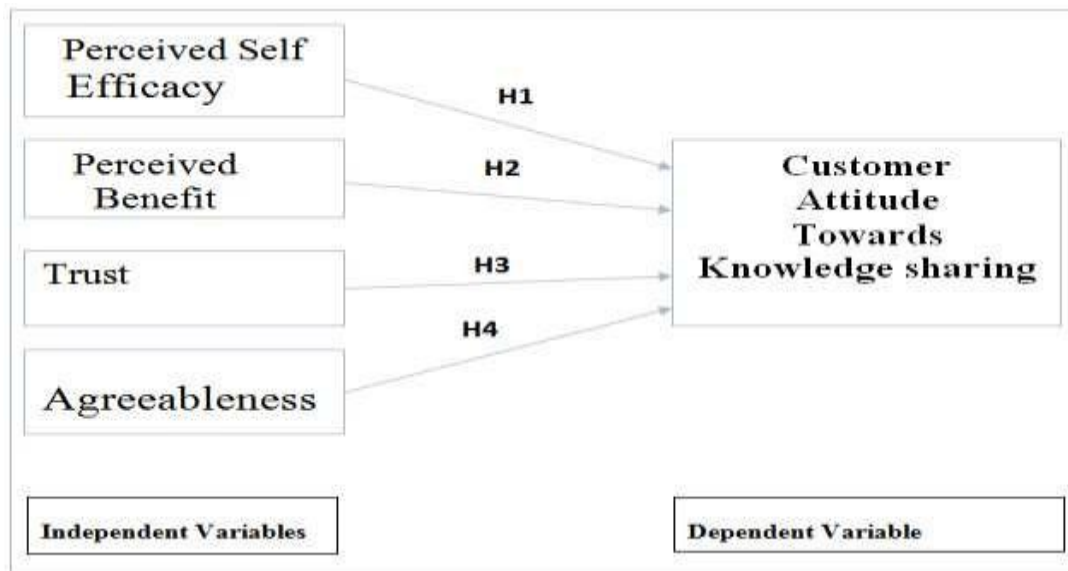 Perceived Self
Efficacy
H1
Perceived
Benefit
H2
Trust
H3
Agreeableness
H4
Customer
Attitude
Towards
Knowledge sharing
Independent Variables
Dependent Variable